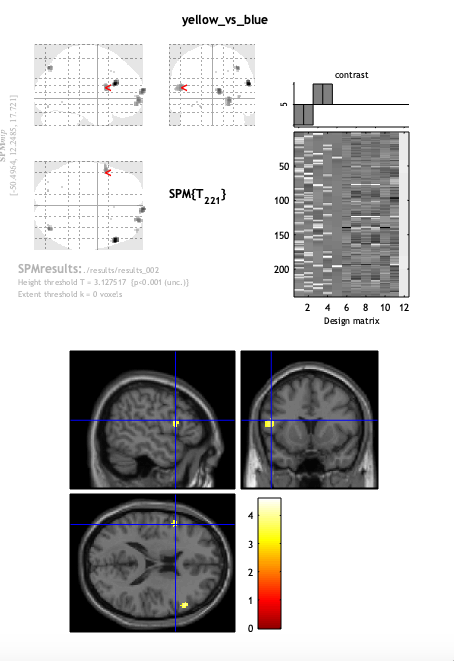 yellow_vs_blue
contrast
5
SPMmip
[-50.4964, 12.2485, 17.721]
SPM{T221}
50
100
150
200
2 4 6 8 10 12
Design matrix
SPMresults: ./results/results_002
Height threshold T = 3.127517 {p<0.001 (unc.)}
Extent threshold k = 0 voxels
4
3
2
1
0